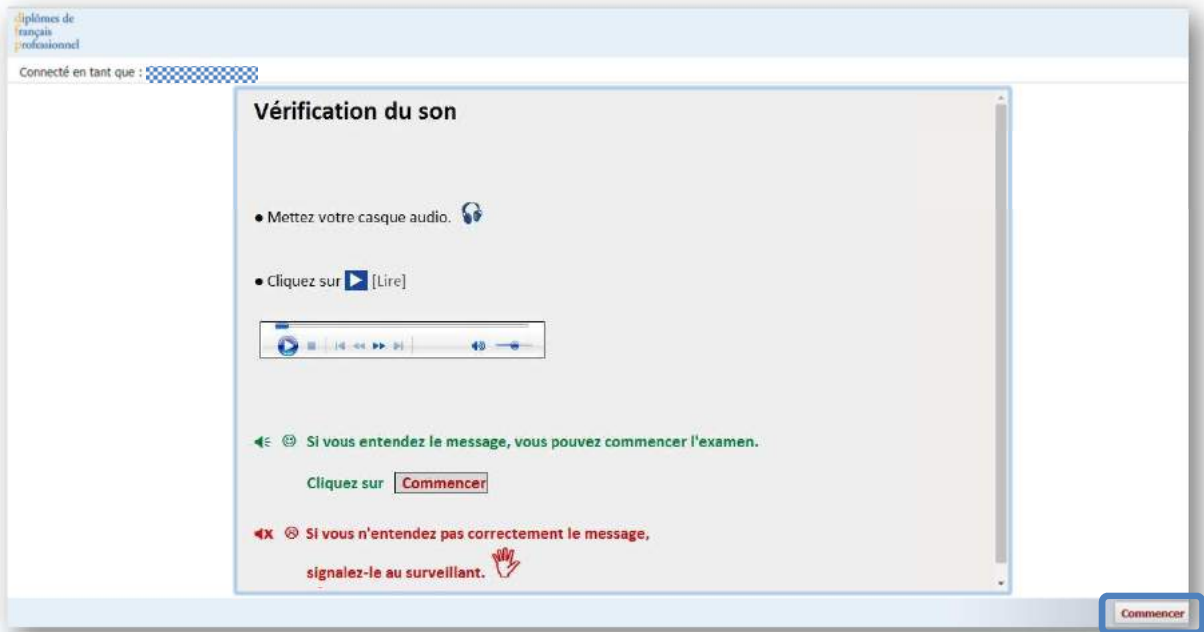 diplômes de
français
professionnel
Connecté en tant que :
Vérification du son
● Mettez votre casque audio.
● Cliquez sur [Lire]
Si vous entendez le message, vous pouvez commencer l'examen.
Cliquez sur Commencer
Si vous n'entendez pas correctement le message,
signalez-le au surveillant.
Commencer